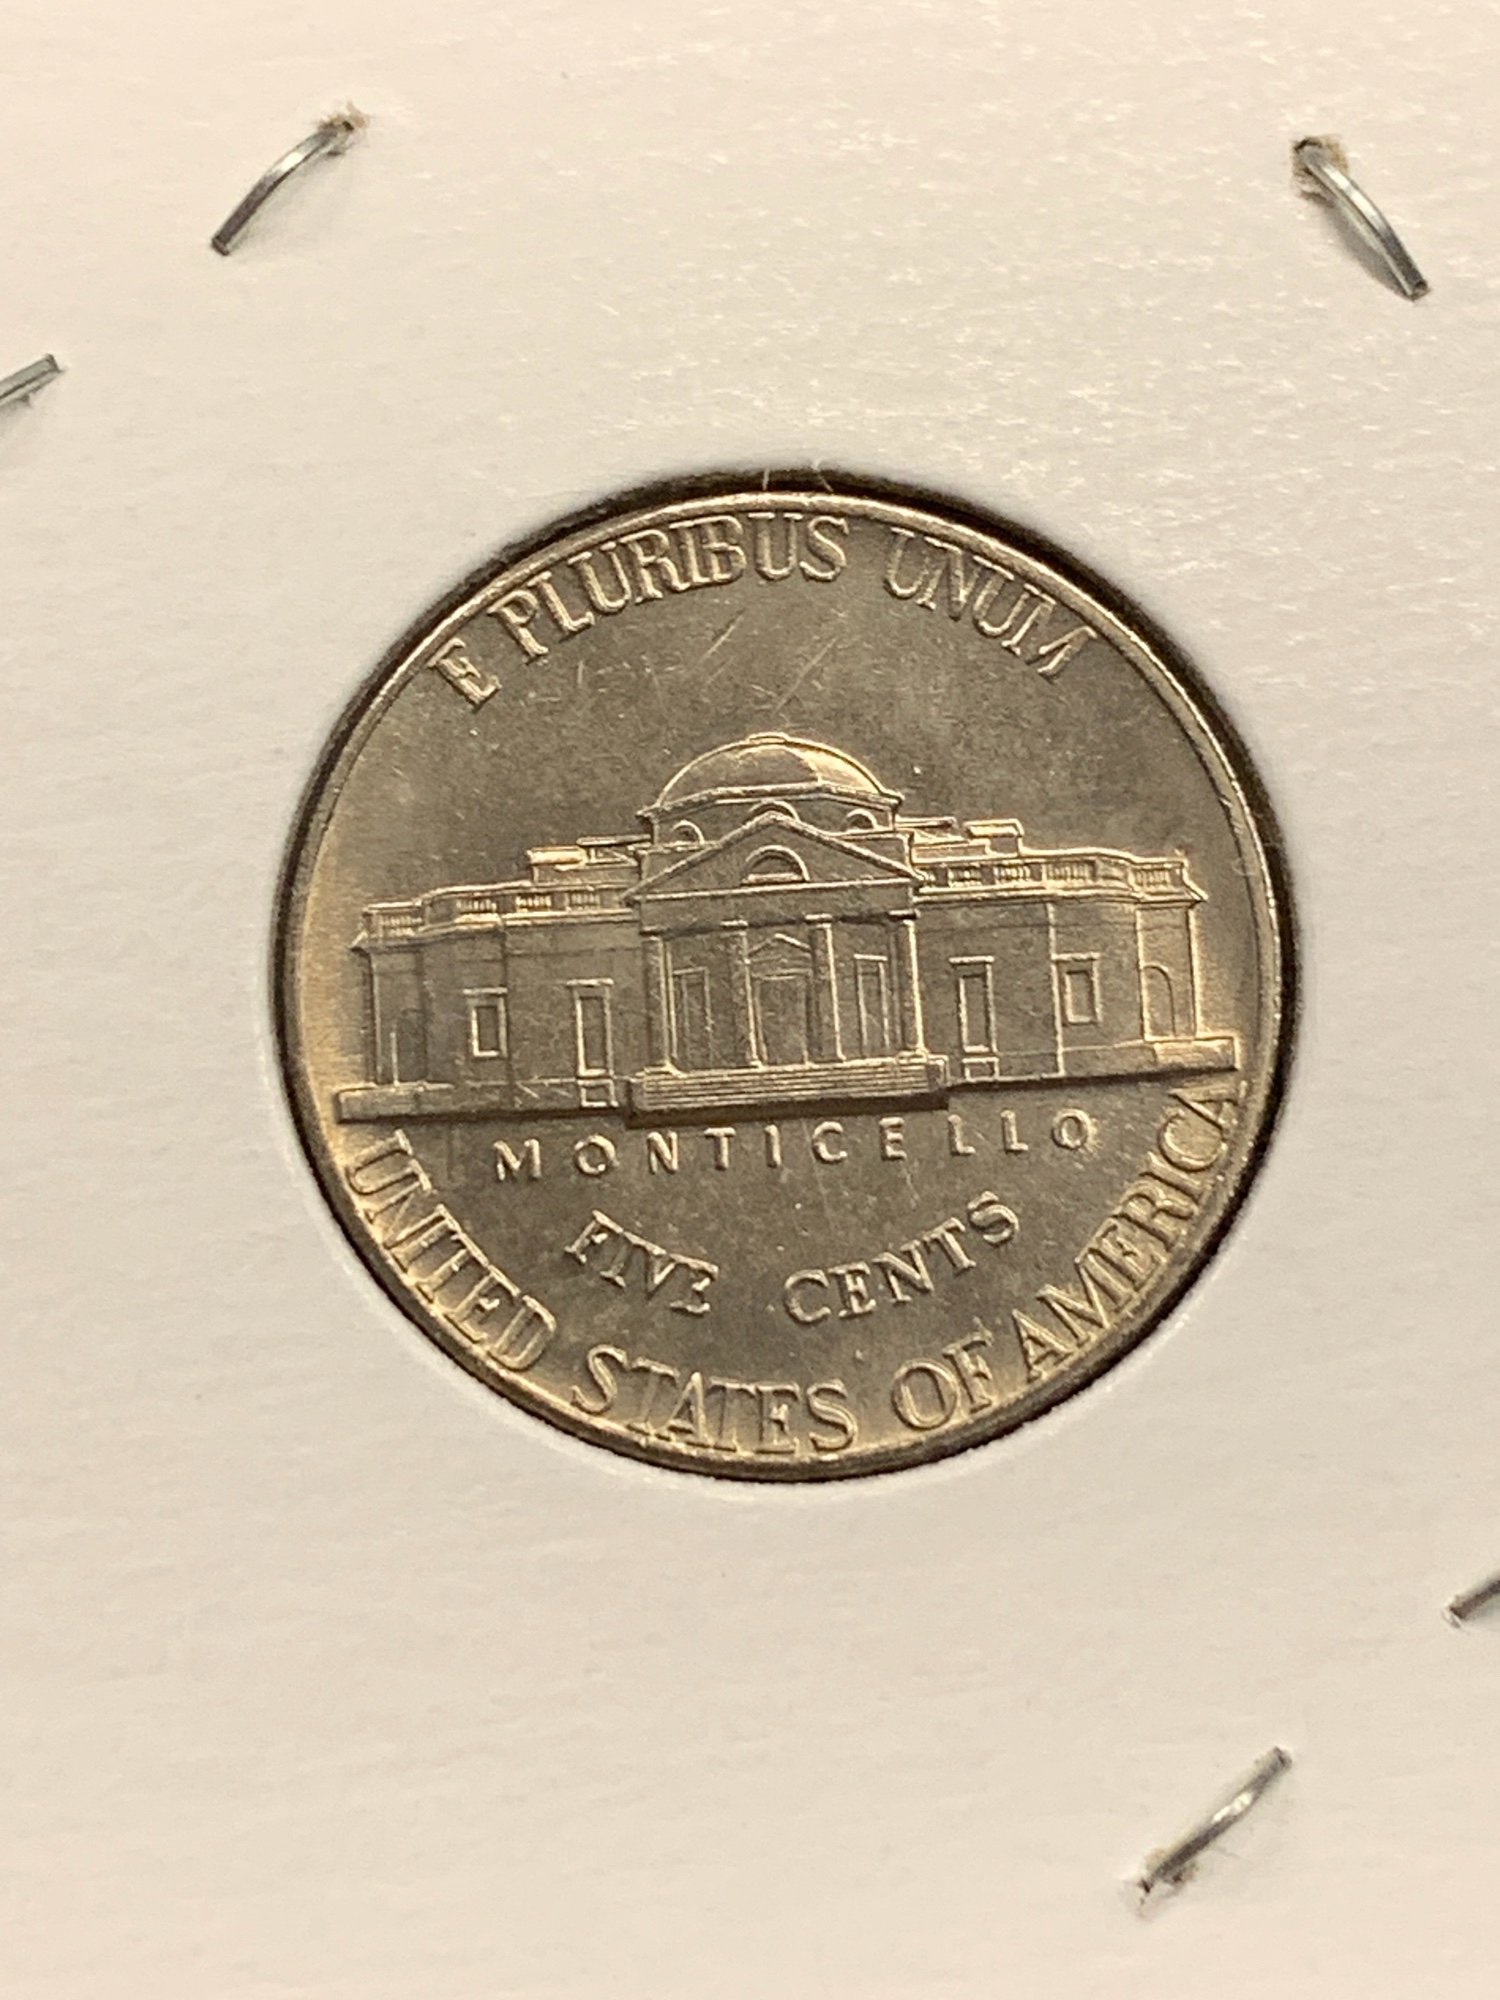 E PLURIBUS UNUM
MONTICELLO
FIVE CENTS
UNITED STATES OF AMERICA